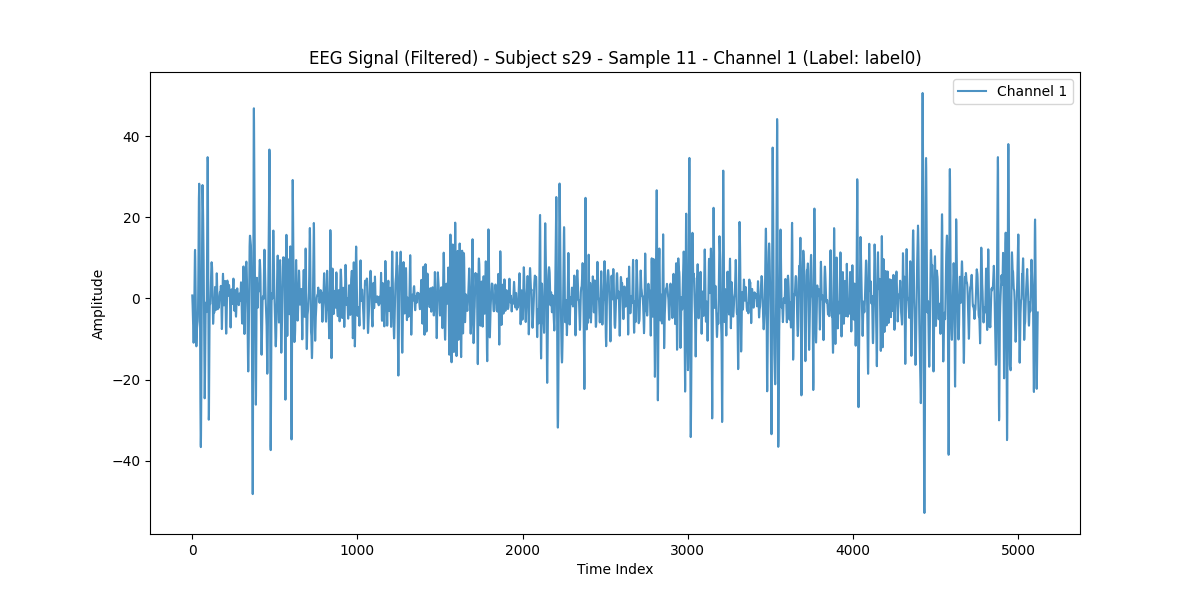 EEG Signal (Filtered) - Subject s29 - Sample 11 - Channel 1 (Label: label0)
Channel 1
40
20
0
−20
−40
Amplitude
0 1000 2000 3000 4000 5000
Time Index